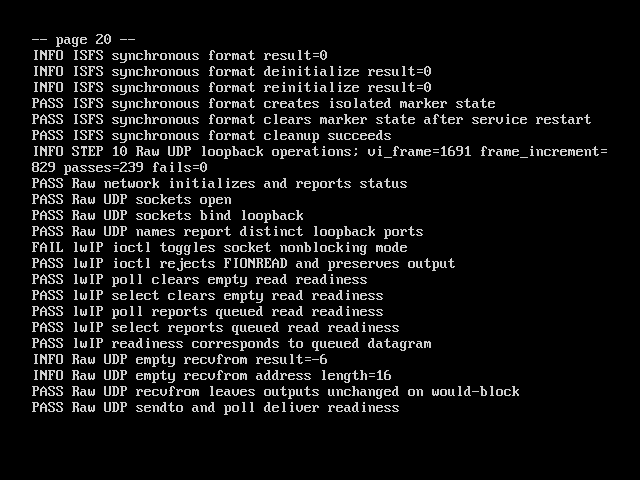 -- page 20 --
INFO ISFS synchronous format result=0
INFO ISFS synchronous format deinitialize result=0
INFO ISFS synchronous format reinitialize result=0
PASS ISFS synchronous format creates isolated marker state
PASS ISFS synchronous format clears marker state after service restart
PASS ISFS synchronous format cleanup succeeds
INFO STEP 10 Raw UDP loopback operations; vi_frame=1691 frame_increment=
829 passes=239 fails=0
PASS Raw network initializes and reports status
PASS Raw UDP sockets open
PASS Raw UDP sockets bind loopback
PASS Raw UDP names report distinct loopback ports
FAIL lwIP ioctl toggles socket nonblocking mode
PASS lwIP ioctl rejects FIONREAD and preserves output
PASS lwIP poll clears empty read readiness
PASS lwIP select clears empty read readiness
PASS lwIP poll reports queued read readiness
PASS lwIP select reports queued read readiness
PASS lwIP readiness corresponds to queued datagram
INFO Raw UDP empty recvfrom result=-6
INFO Raw UDP empty recvfrom address length=16
PASS Raw UDP recvfrom leaves outputs unchanged on would-block
PASS Raw UDP sendto and poll deliver readiness